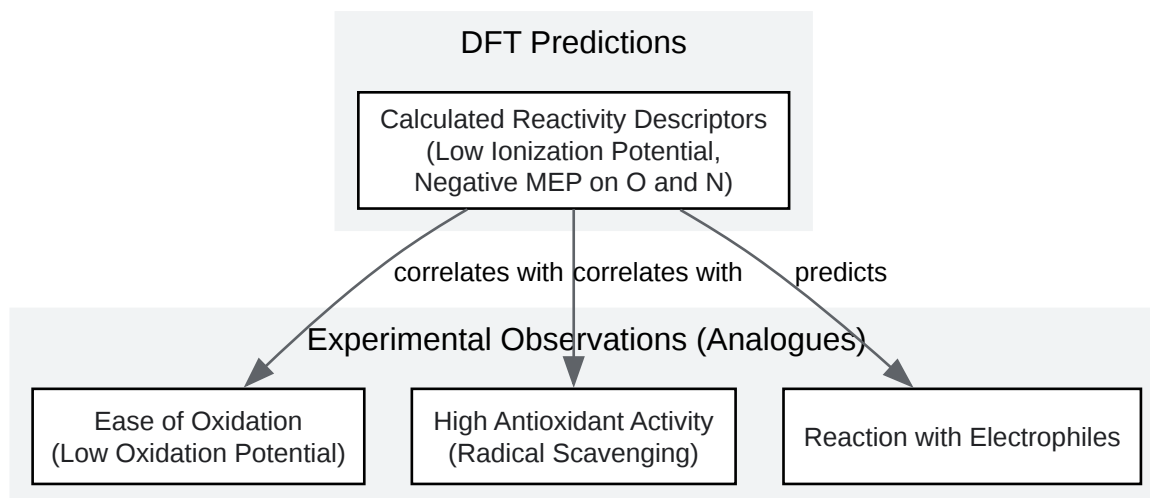 DFT Predictions
Calculated Reactivity Descriptors
(Low Ionization Potential,
Negative MEP on O and N)
correlates with
correlates with
predicts
Experimental Observations (Analogues)
Ease of Oxidation
(Low Oxidation Potential)
High Antioxidant Activity
(Radical Scavenging)
Reaction with Electrophiles